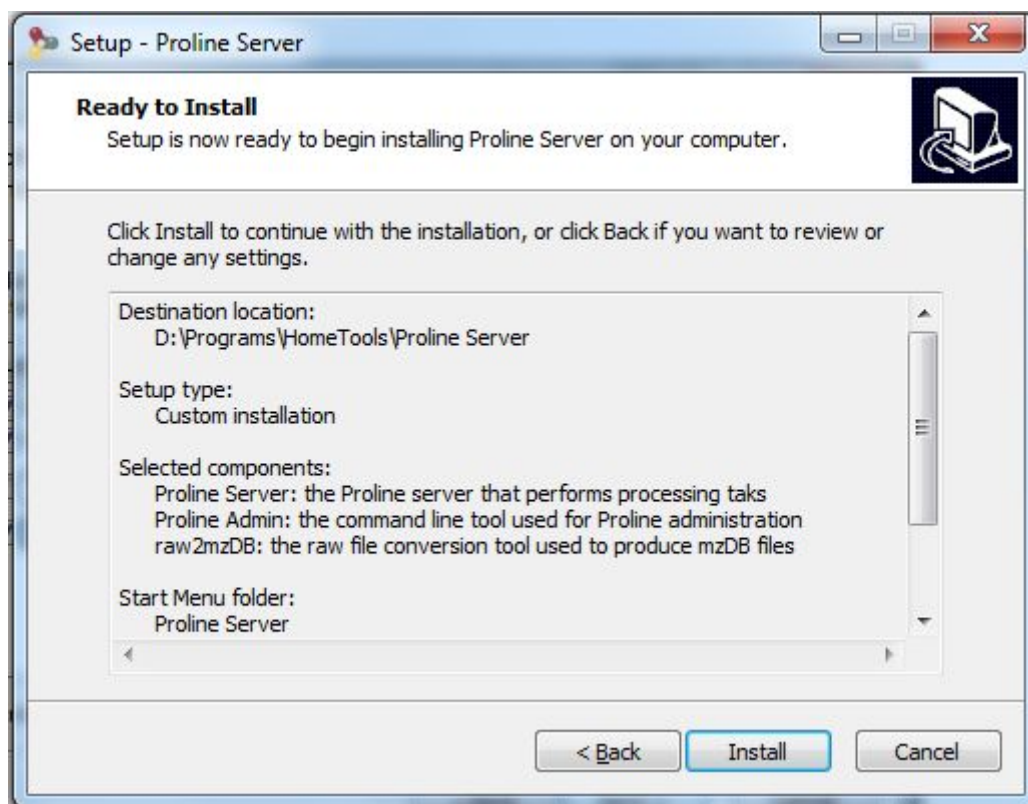 Setup - Proline Server
Ready to Install
Setup is now ready to begin installing Proline Server on your computer.
Click Install to continue with the installation, or click Back if you want to review or
change any settings.
Destination location:
D:\Programs\HomeTools\Proline Server
Setup type:
Custom installation
Selected components:
Proline Server: the Proline server that performs processing taks
Proline Admin: the command line tool used for Proline administration
raw2mzDB: the raw file conversion tool used to produce mzDB files
Start Menu folder:
Proline Server
< Back
Install
Cancel